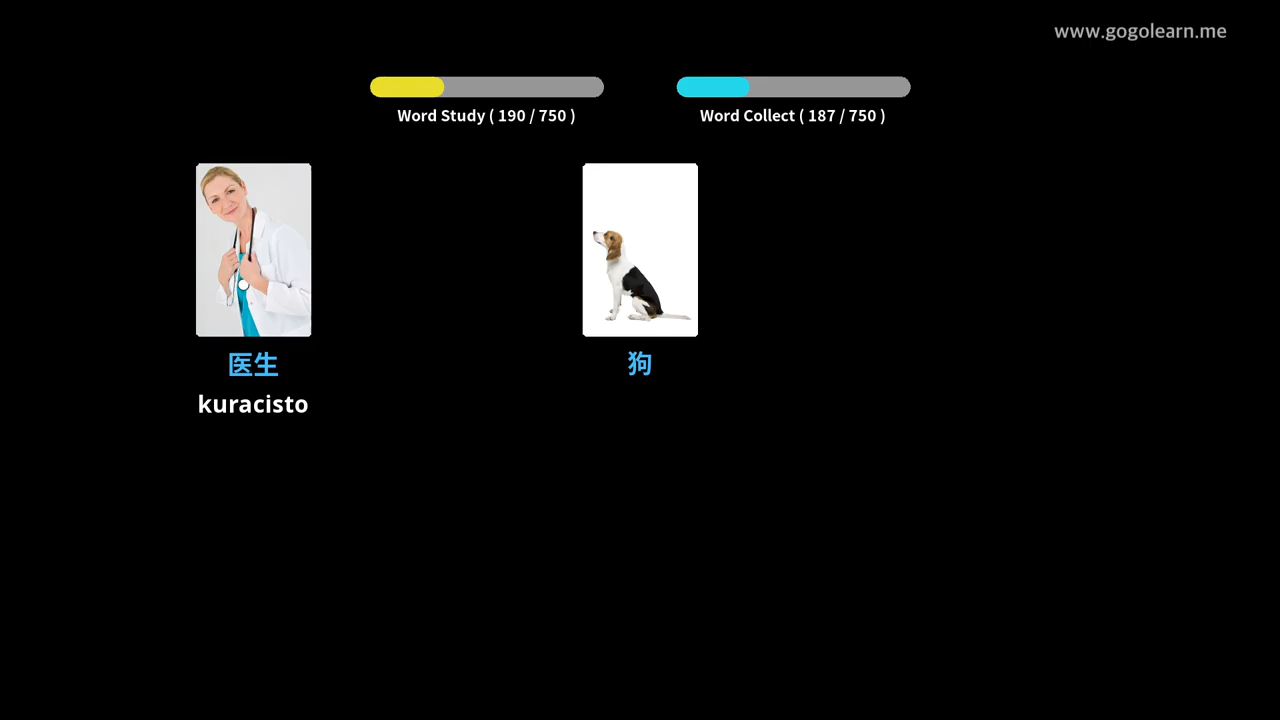 www.gogolearn.me
Word Study ( 190 / 750 )
Word Collect ( 187 / 750 )
医生
狗
kuracisto